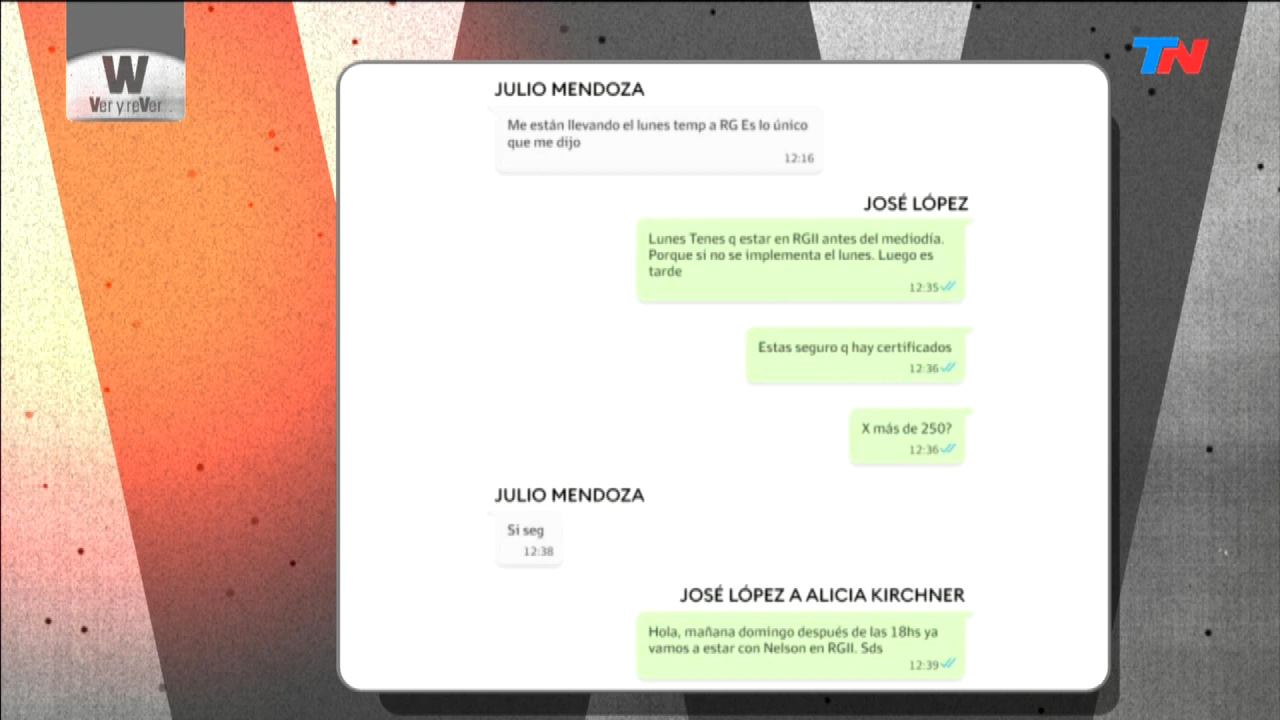 W
Ver y reVer
TN
JULIO MENDOZA
Me están llevando el lunes temp a RG Es lo único
que me dijo
12:16
JOSÉ LÓPEZ
Lunes Tenes q estar en RGII antes del mediodía.
Porque si no se implementa el lunes. Luego es
tarde
12:35
Estas seguro q hay certificados
12:36
X más de 250?
12:36
JULIO MENDOZA
Si seg
12:38
JOSÉ LÓPEZ A ALICIA KIRCHNER
Hola, mañana domingo después de las 18hs ya
vamos a estar con Nelson en RGII. Sds
12:39